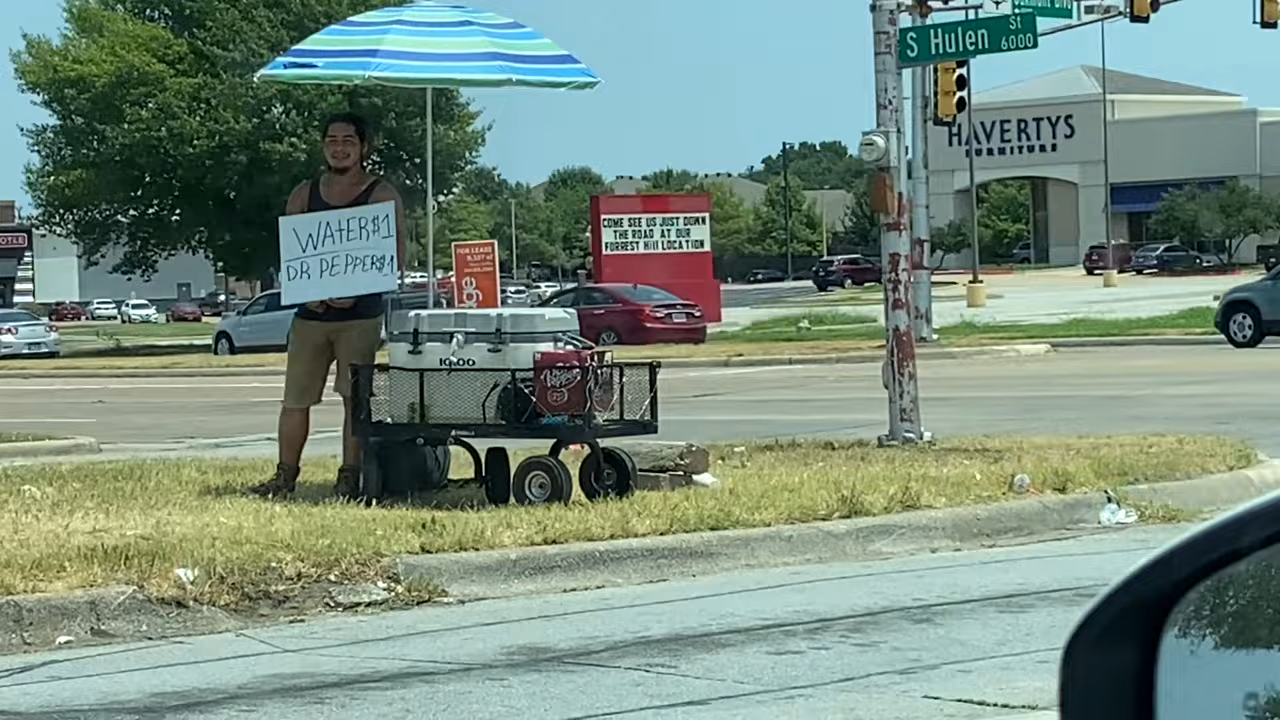 S Hulen St
6000
HAVERTYS
FURNITURE
WATER $1
DR PEPPER $1
COME SEE US JUST DOWN
THE ROAD AT OUR
FORREST Hill LOCATION
FOR LEASE
IGLOO
Dr Pepper